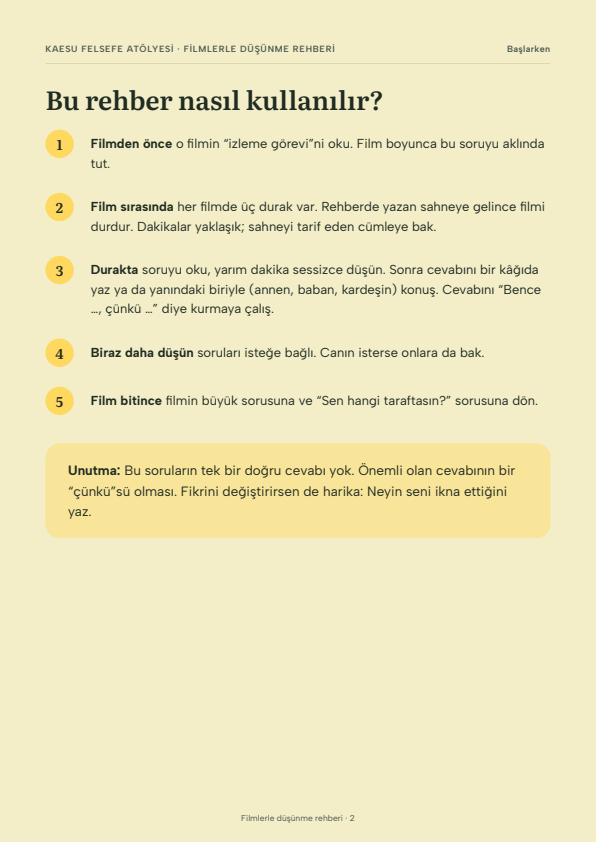 KAESU FELSEFE ATÖLYESİ · FİLMLERLE DÜŞÜNME REHBERİ
Başlarken
Bu rehber nasıl kullanılır?
1
Filmden önce o filmin “izleme görevi”ni oku. Film boyunca bu soruyu aklında
tut.
2
Film sırasında her filmde üç durak var. Rehberde yazan sahneye gelince filmi
durdur. Dakikalar yaklaşık; sahneyi tarif eden cümleye bak.
3
Durakta soruyu oku, yarım dakika sessizce düşün. Sonra cevabını bir kâğıda
yaz ya da yanındaki biriyle (annen, baban, kardeşin) konuş. Cevabını “Bence
…, çünkü …” diye kurmaya çalış.
4
Biraz daha düşün soruları isteğe bağlı. Canın isterse onlara da bak.
5
Film bitince filmin büyük sorusuna ve “Sen hangi taraftasın?” sorusuna dön.
Unutma: Bu soruların tek bir doğru cevabı yok. Önemli olan cevabının bir
“çünkü”sü olması. Fikrini değiştirirsen de harika: Neyin seni ikna ettiğini
yaz.
Filmlerle düşünme rehberi · 2